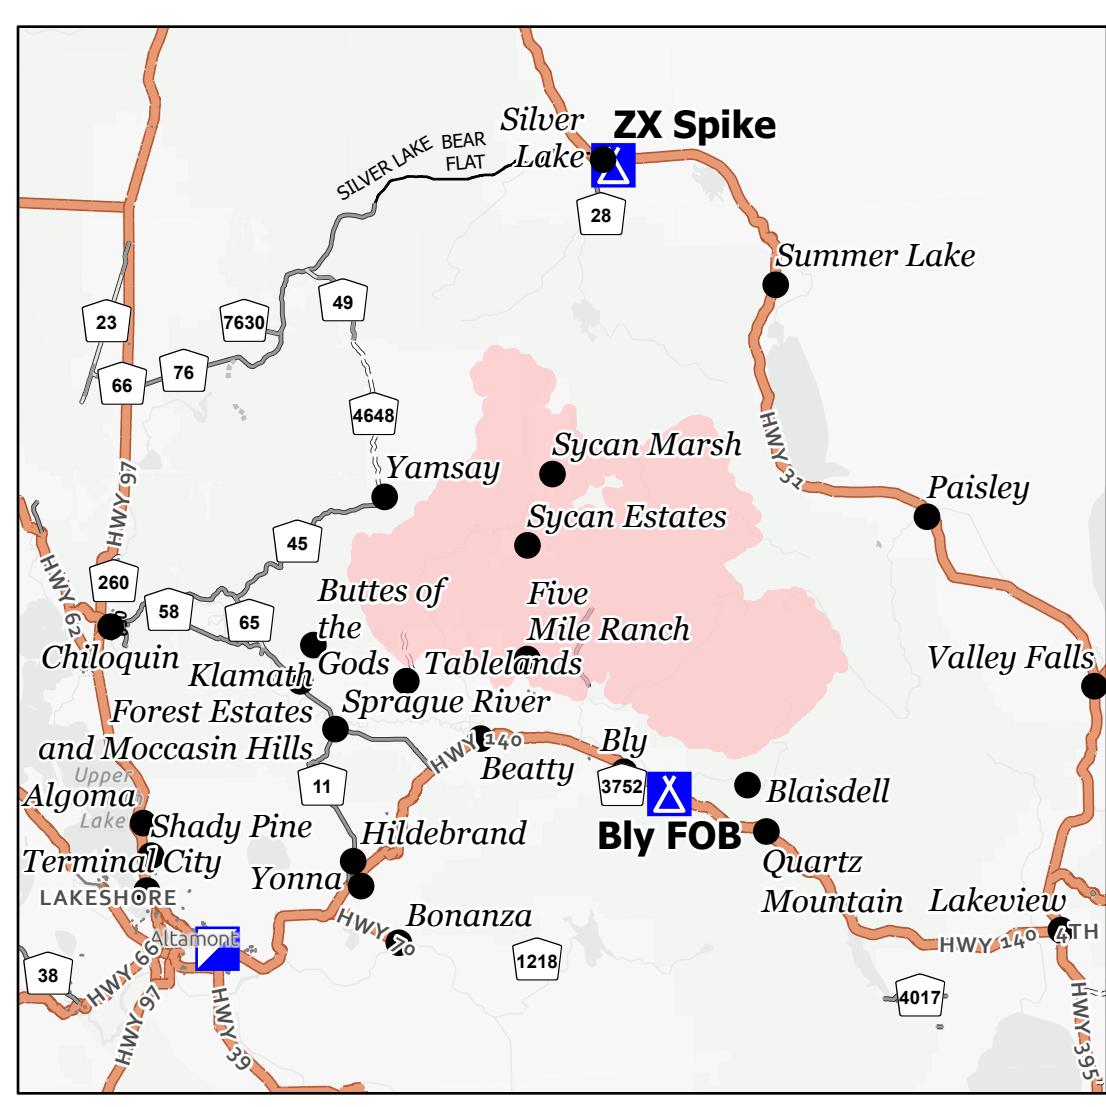 Silver
Lake
ZX Spike
SILVER LAKE
BEAR
FLAT
28
Summer Lake
49
23
7630
76
66
4648
HWY 31
HWY 97
Yamsay
Sycan Marsh
Sycan Estates
Paisley
45
HWY 62
260
58
65
Buttes of
the
Gods
Five
Mile Ranch
Chiloquin
Klamath
Forest Estates
and Moccasin Hills
Tablelands
Sprague River
Valley Falls
HWY 140
Beatty
Bly
3752
Bly FOB
Blaisdell
11
Upper
Lake
Algoma
Shady Pine
Terminal City
LAKESHORE
Hildebrand
Yonna
Quartz
Mountain
Lakeview
4TH
HWY 140
Bonanza
HWY 70
1218
Altamont
HWY 66
38
HWY 97
HWY 39
4017
HWY 395